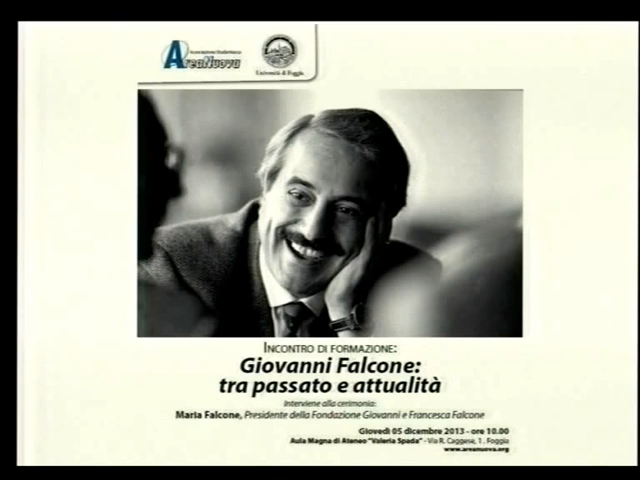 Associazione Studentesca
AreaNuova
Università di Foggia
INCONTRO DI FORMAZIONE:
Giovanni Falcone:
tra passato e attualità
Interviene alla cerimonia:
Maria Falcone, Presidente della Fondazione Giovanni e Francesca Falcone
Giovedì 05 dicembre 2013 - ore 10.00
Aula Magna di Ateneo "Valeria Spada" - Via R. Caggese, 1. Foggia
www.areanuova.org